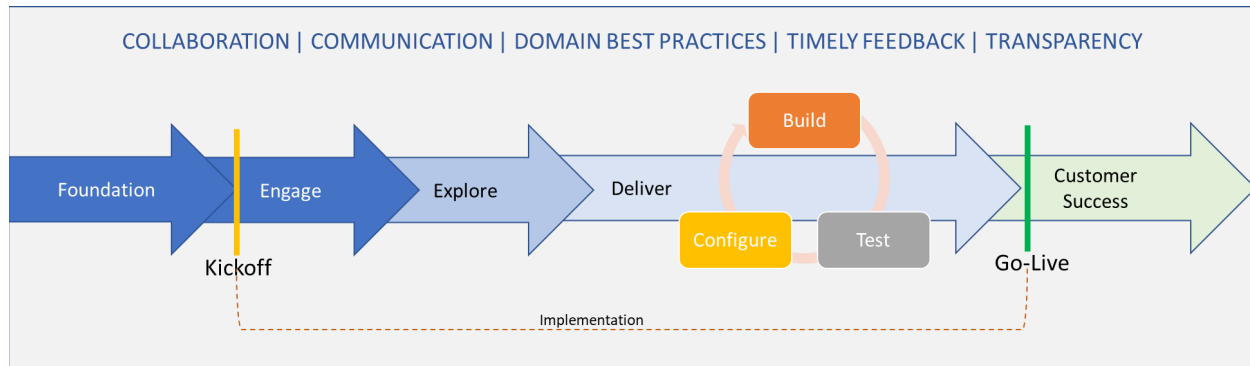 COLLABORATION | COMMUNICATION | DOMAIN BEST PRACTICES | TIMELY FEEDBACK | TRANSPARENCY
Build
Foundation
Engage
Explore
Deliver
Customer
Success
Configure
Test
Kickoff
Go-Live
Implementation